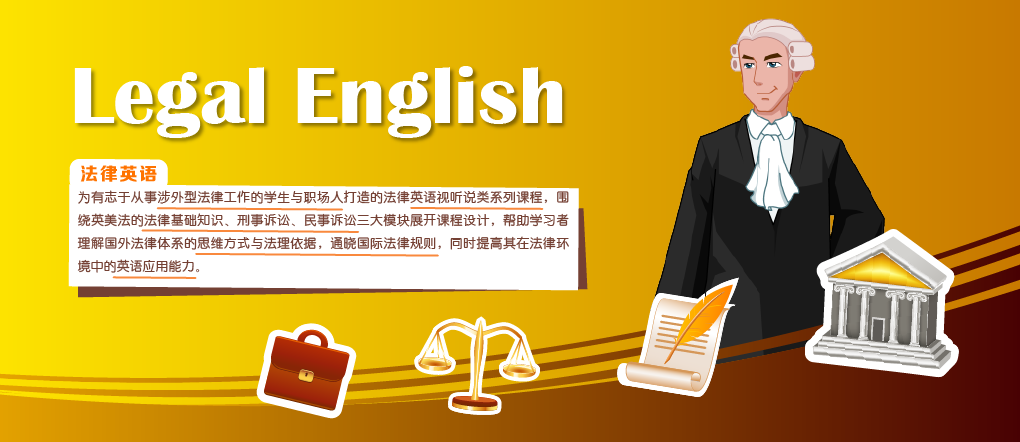 Legal English
法律英语
为有志于从事涉外型法律工作的学生与职场人打造的法律英语视听说类系列课程，围
绕英美法的法律基础知识、刑事诉讼、民事诉讼三大模块展开课程设计，帮助学习者
理解国外法律体系的思维方式与法理依据，通晓国际法律规则，同时提高其在法律环
境中的英语应用能力。